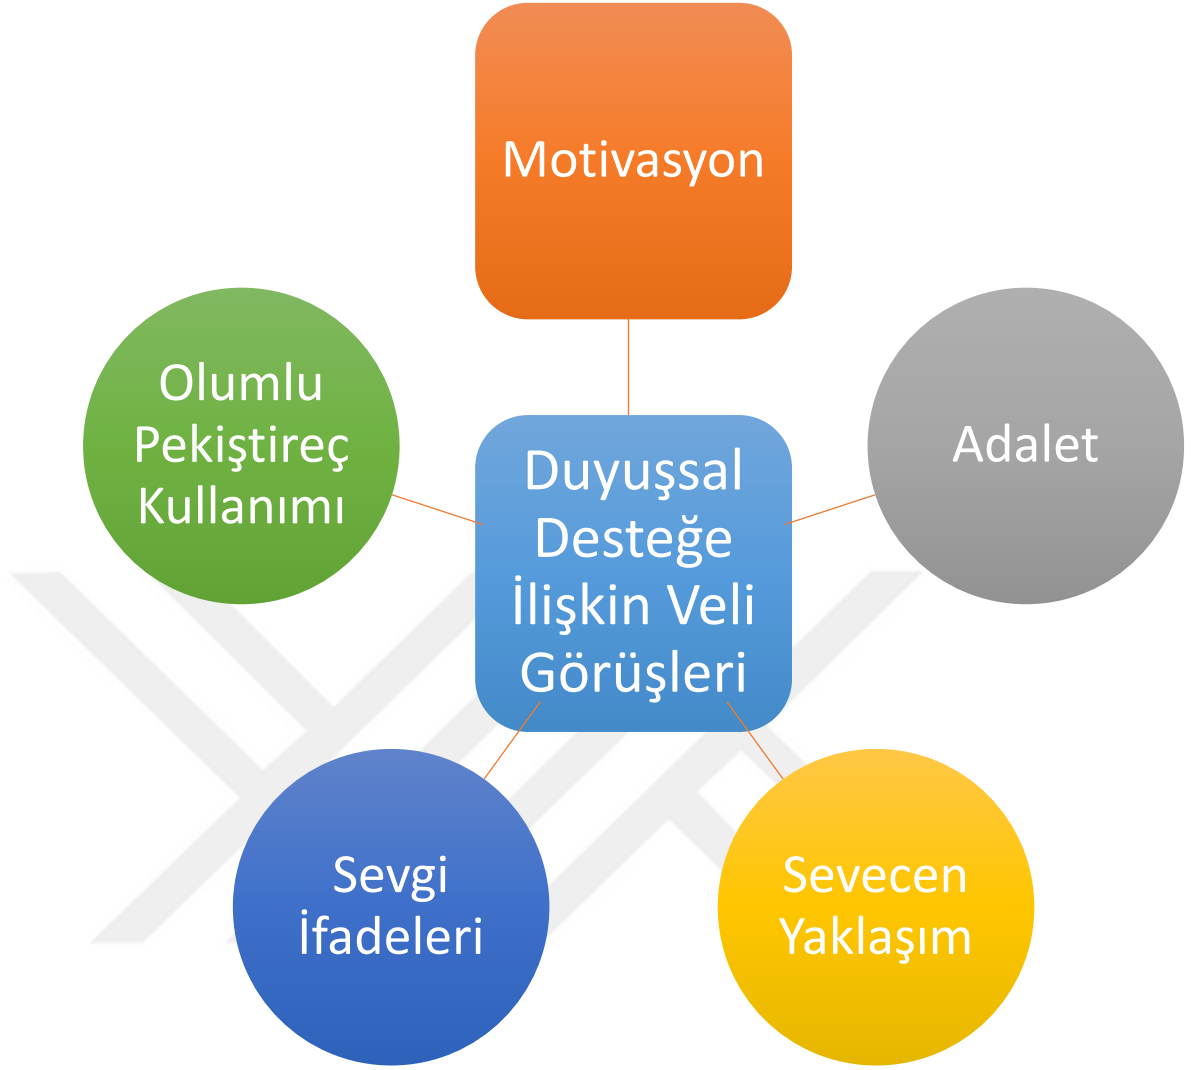 Motivasyon
Olumlu
Pekiştireç
Kullanımı
Adalet
Duyuşsal
Desteğe
İlişkin Veli
Görüşleri
Sevgi
İfadeleri
Sevecen
Yaklaşım